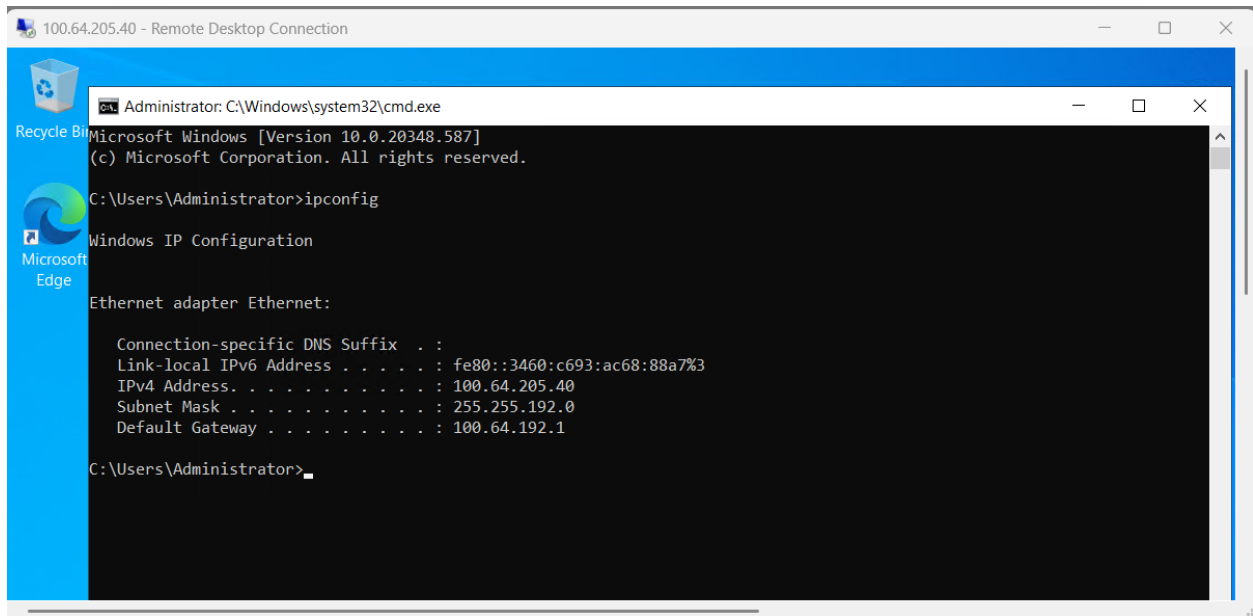 100.64.205.40 - Remote Desktop Connection
Recycle Bi
Microsoft
Edge
Administrator: C:\Windows\system32\cmd.exe
Microsoft Windows [Version 10.0.20348.587]
(c) Microsoft Corporation. All rights reserved.
C:\Users\Administrator>ipconfig
Windows IP Configuration
Ethernet adapter Ethernet:
Connection-specific DNS Suffix . :
Link-local IPv6 Address . . . . . : fe80::3460:c693:ac68:88a7%3
IPv4 Address. . . . . . . . . . . : 100.64.205.40
Subnet Mask . . . . . . . . . . . : 255.255.192.0
Default Gateway . . . . . . . . . : 100.64.192.1
C:\Users\Administrator>